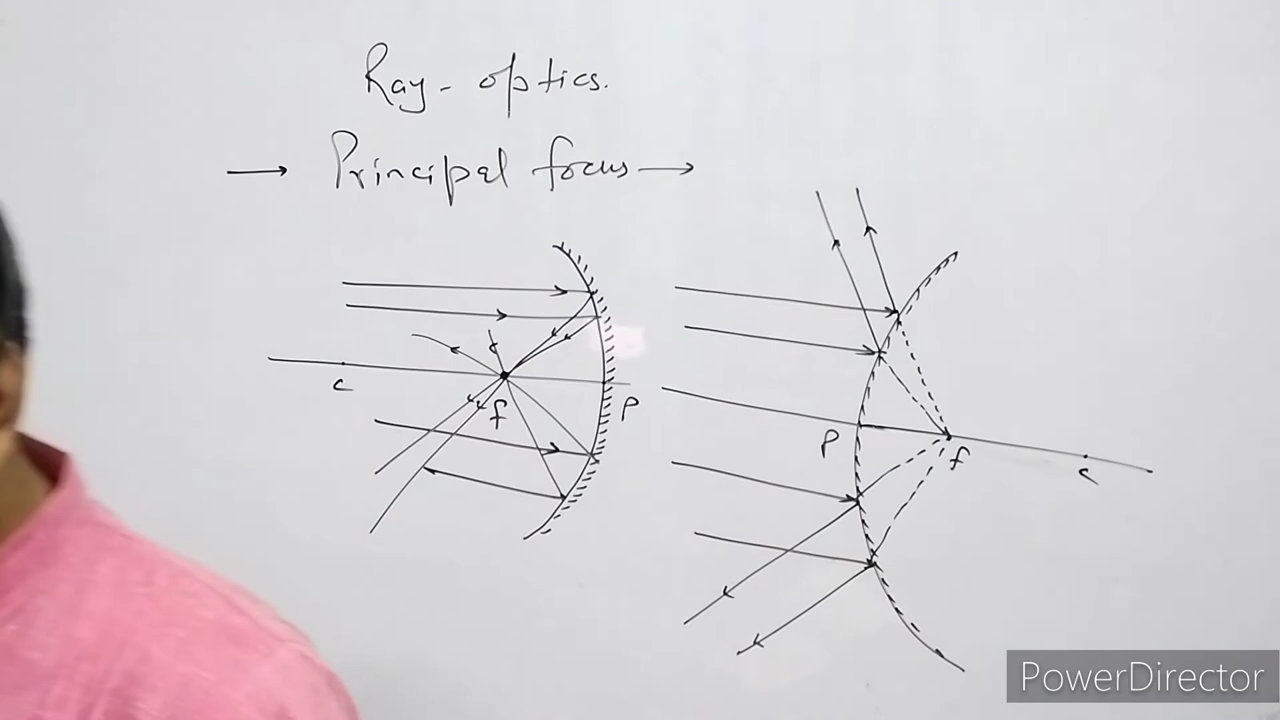 Ray - optics.
→ Principal focus →
c
f
P
P
f
c
PowerDirector